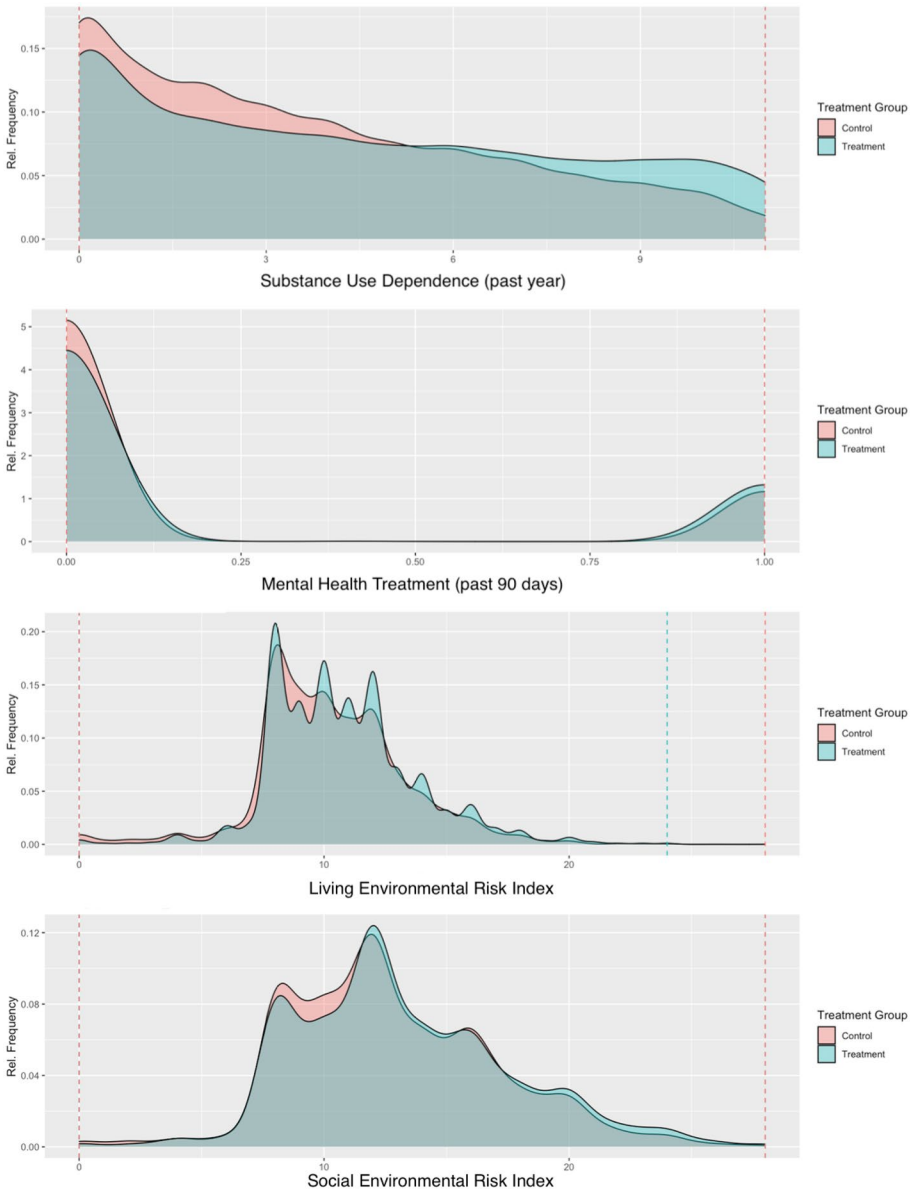 0.15
0.10
0.05
0.00
Rel. Frequency
0 3 6 9
Substance Use Dependence (past year)
Treatment Group
Control
Treatment
5
4
3
2
1
0
Rel. Frequency
0.00 0.25 0.50 0.75 1.00
Mental Health Treatment (past 90 days)
Treatment Group
Control
Treatment
0.20
0.15
0.10
0.05
0.00
Rel. Frequency
0 10 20
Living Environmental Risk Index
Treatment Group
Control
Treatment
0.12
0.08
0.04
0.00
Rel. Frequency
0 10 20
Social Environmental Risk Index
Treatment Group
Control
Treatment